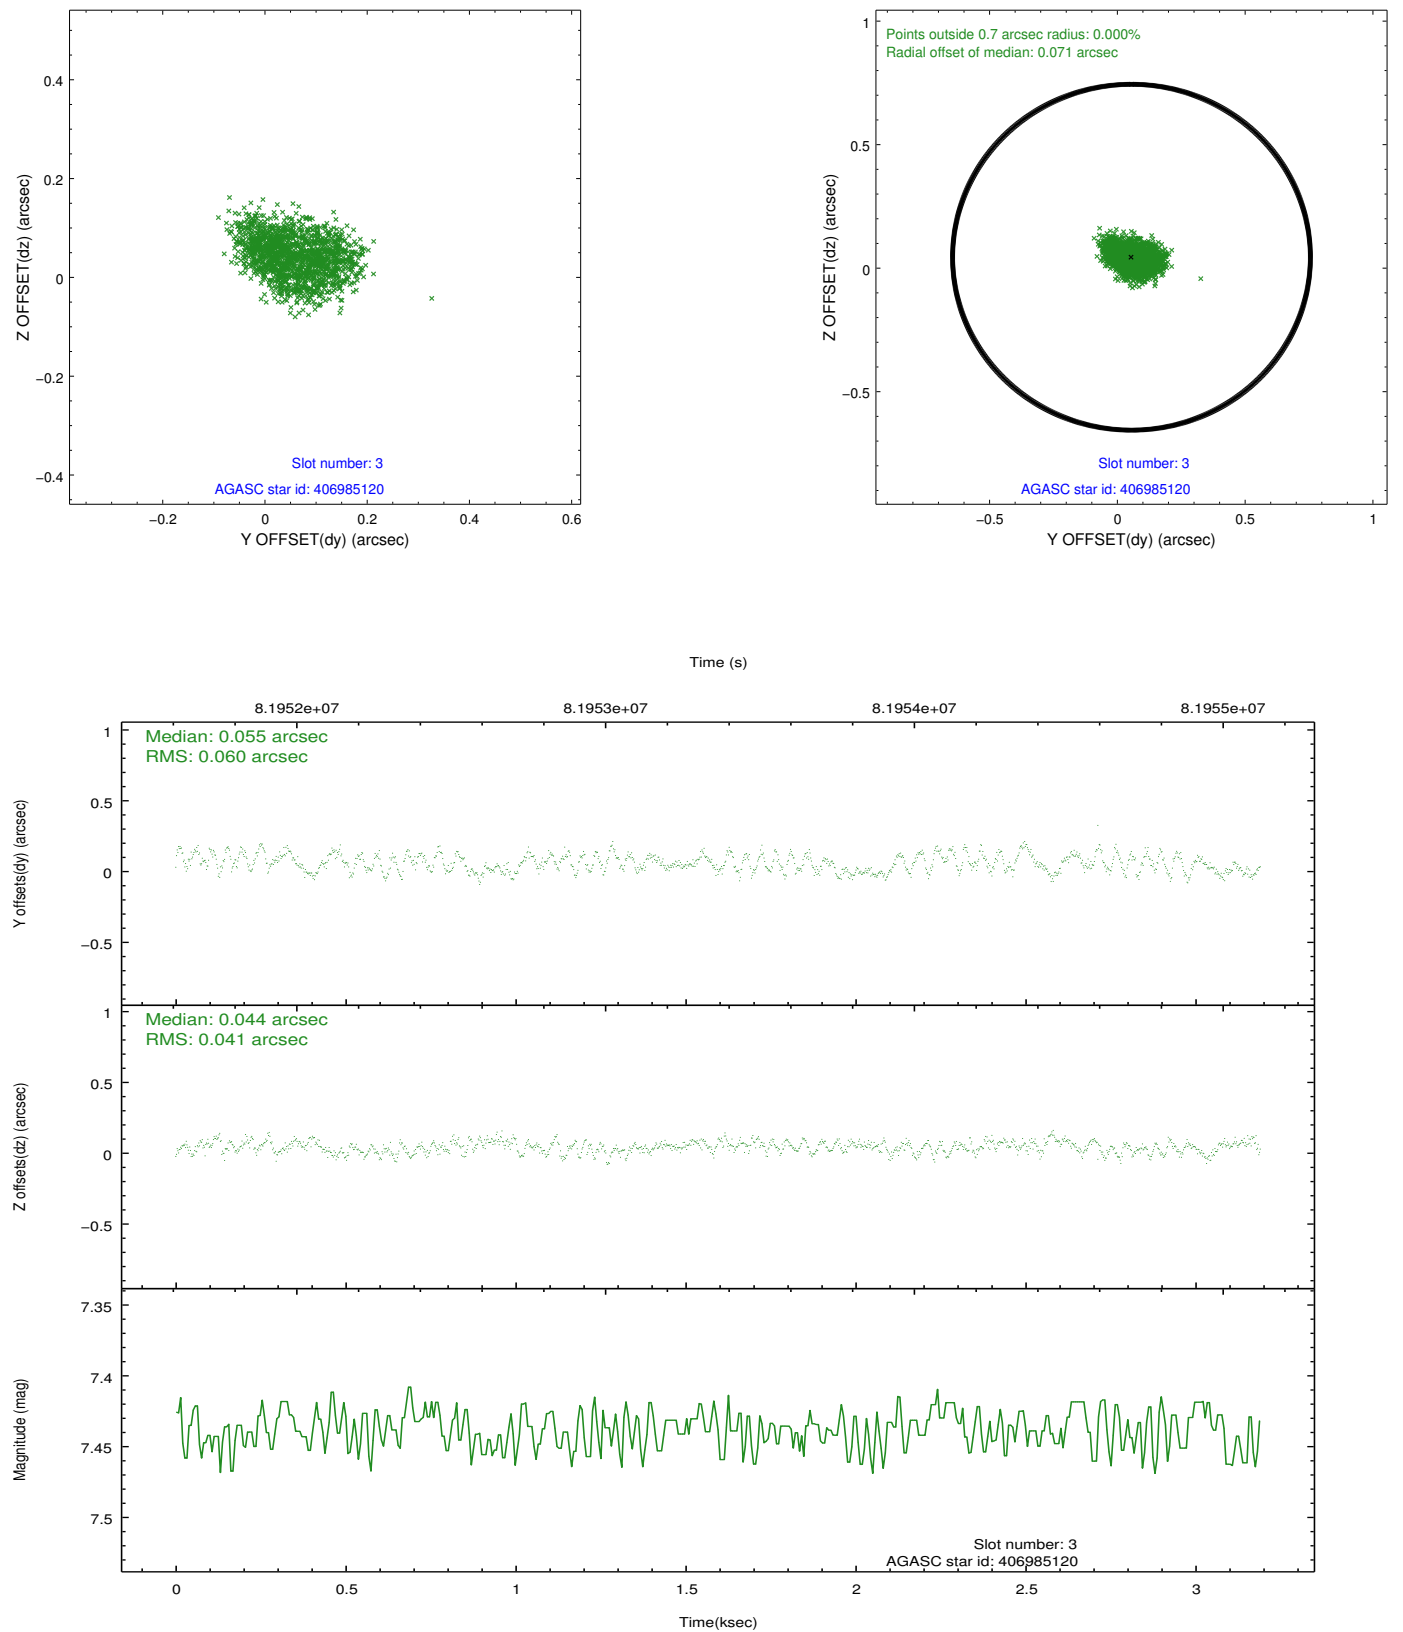 0.4
0.2
0
−0.2
−0.4
Z OFFSET(dz) (arcsec)
Slot number: 3
AGASC star id: 406985120
−0.2 0 0.2 0.4 0.6
Y OFFSET(dy) (arcsec)
Points outside 0.7 arcsec radius: 0.000%
Radial offset of median: 0.071 arcsec
1
0.5
0
−0.5
Z OFFSET(dz) (arcsec)
Slot number: 3
AGASC star id: 406985120
−0.5 0 0.5 1
Y OFFSET(dy) (arcsec)
Time (s)
8.1952e+07 8.1953e+07 8.1954e+07 8.1955e+07
Median: 0.055 arcsec
RMS: 0.060 arcsec
1
0.5
0
−0.5
Y offsets(dy) (arcsec)
Median: 0.044 arcsec
RMS: 0.041 arcsec
1
0.5
0
−0.5
Z offsets(dz) (arcsec)
7.35
7.4
7.45
7.5
Magnitude (mag)
Slot number: 3
AGASC star id: 406985120
0 0.5 1 1.5 2 2.5 3
Time(ksec)